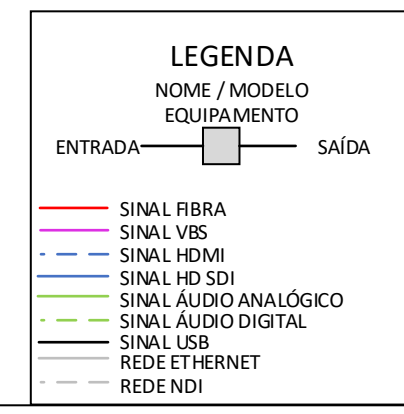 LEGENDA
NOME / MODELO
EQUIPAMENTO
ENTRADA SAÍDA
SINAL FIBRA
SINAL VBS
SINAL HDMI
SINAL HD SDI
SINAL ÁUDIO ANALÓGICO
SINAL ÁUDIO DIGITAL
SINAL USB
REDE ETHERNET
REDE NDI